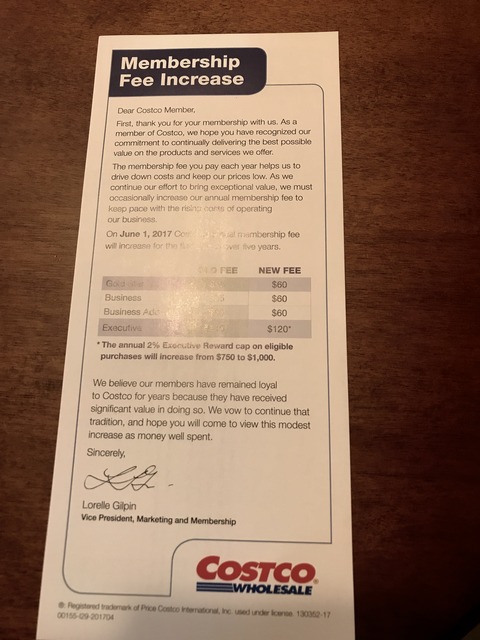 Membership
Fee Increase
Dear Costco Member,
First, thank you for your membership with us. As a
member of Costco, we hope you have recognized our
commitment to continually delivering the best possible
value on the products and services we offer.
The membership fee you pay each year helps us to
drive down costs and keep our prices low. As we
continue our effort to bring exceptional value, we must
occasionally increase our annual membership fee to
keep pace with the rising costs of operating
our business.
On June 1, 2017 membership fee
will increase for the over five years.
FEE NEW FEE
Gold $60
Business $60
Business $60
Executive $120*
* The annual 2% Executive Reward cap on eligible
purchases will increase from $750 to $1,000.
We believe our members have remained loyal
to Costco for years because they have received
significant value in doing so. We vow to continue that
tradition, and hope you will come to view this modest
increase as money well spent.
Sincerely,
Lorelle Gilpin
Vice President, Marketing and Membership
COSTCO®
WHOLESALE
®: Registered trademark of Price Costco International, Inc. used under license. 130352-17
00155-I29-201704